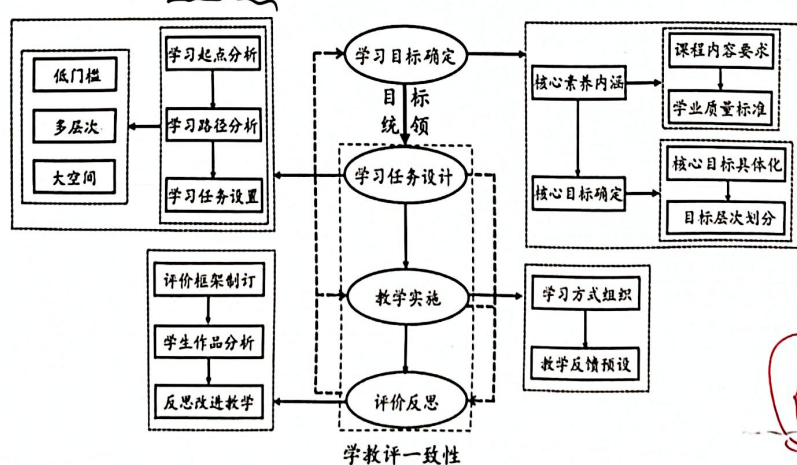 学习目标确定
目标
统领
学习任务设计
教学实施
评价反思
学教评一致性
学习起点分析
学习路径分析
学习任务设置
低门槛
多层次
大空间
核心素养内涵
核心目标确定
课程内容要求
学业质量标准
核心目标具体化
目标层次划分
评价框架制订
学生作品分析
反思改进教学
学习方式组织
教学反馈预设